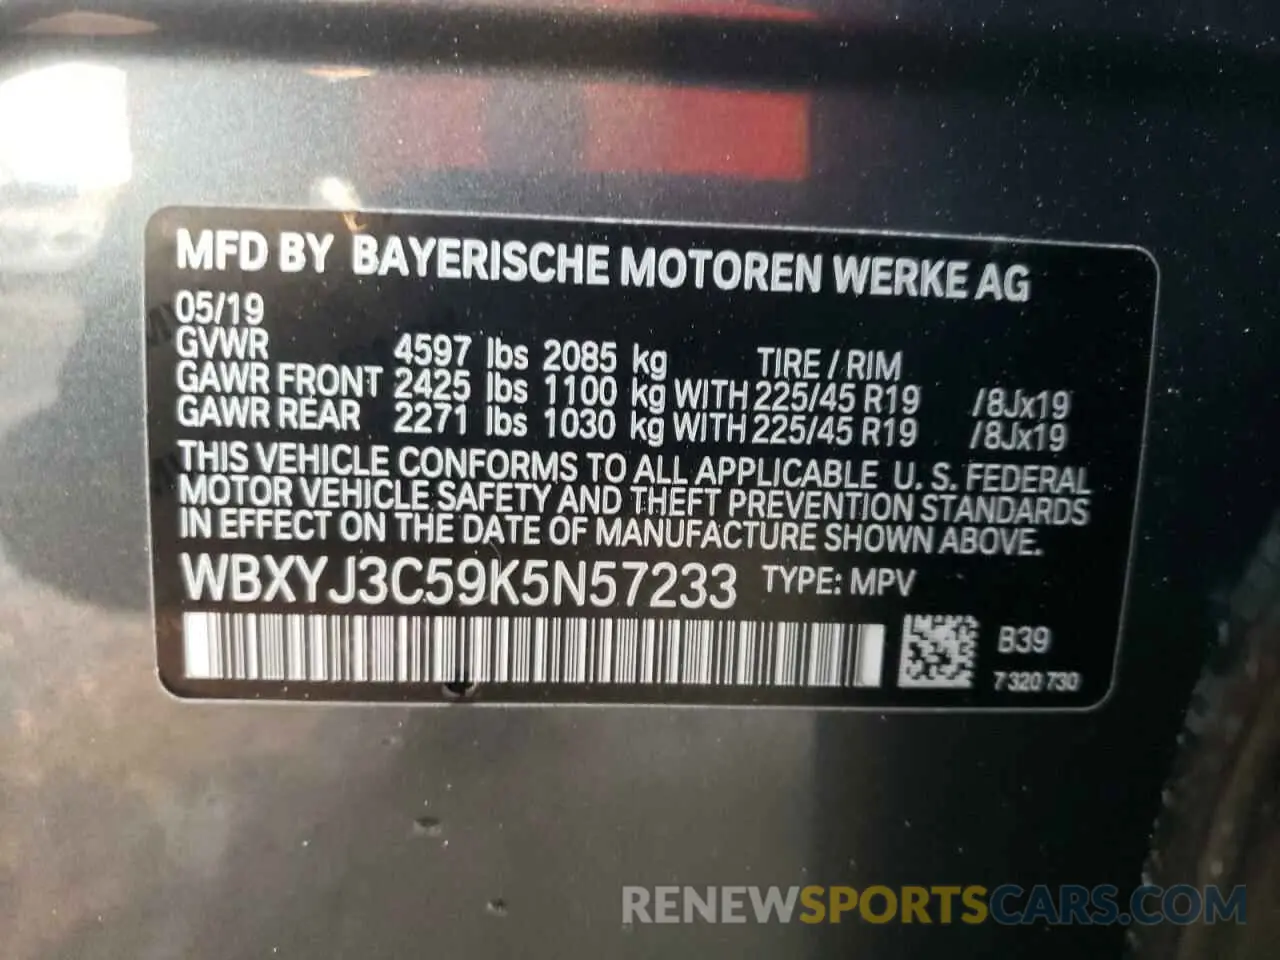 MFD BY BAYERISCHE MOTOREN WERKE AG
05/19
GVWR 4597 lbs 2085 kg TIRE / RIM
GAWR FRONT 2425 lbs 1100 kg WITH 225/45 R19 /8Jx19
GAWR REAR 2271 lbs 1030 kg WITH 225/45 R19 /8Jx19
THIS VEHICLE CONFORMS TO ALL APPLICABLE U. S. FEDERAL
MOTOR VEHICLE SAFETY AND THEFT PREVENTION STANDARDS
IN EFFECT ON THE DATE OF MANUFACTURE SHOWN ABOVE.
WBXYJ3C59K5N57233 TYPE: MPV
B39
7 320 730
RENEWSPORTSCARS.COM